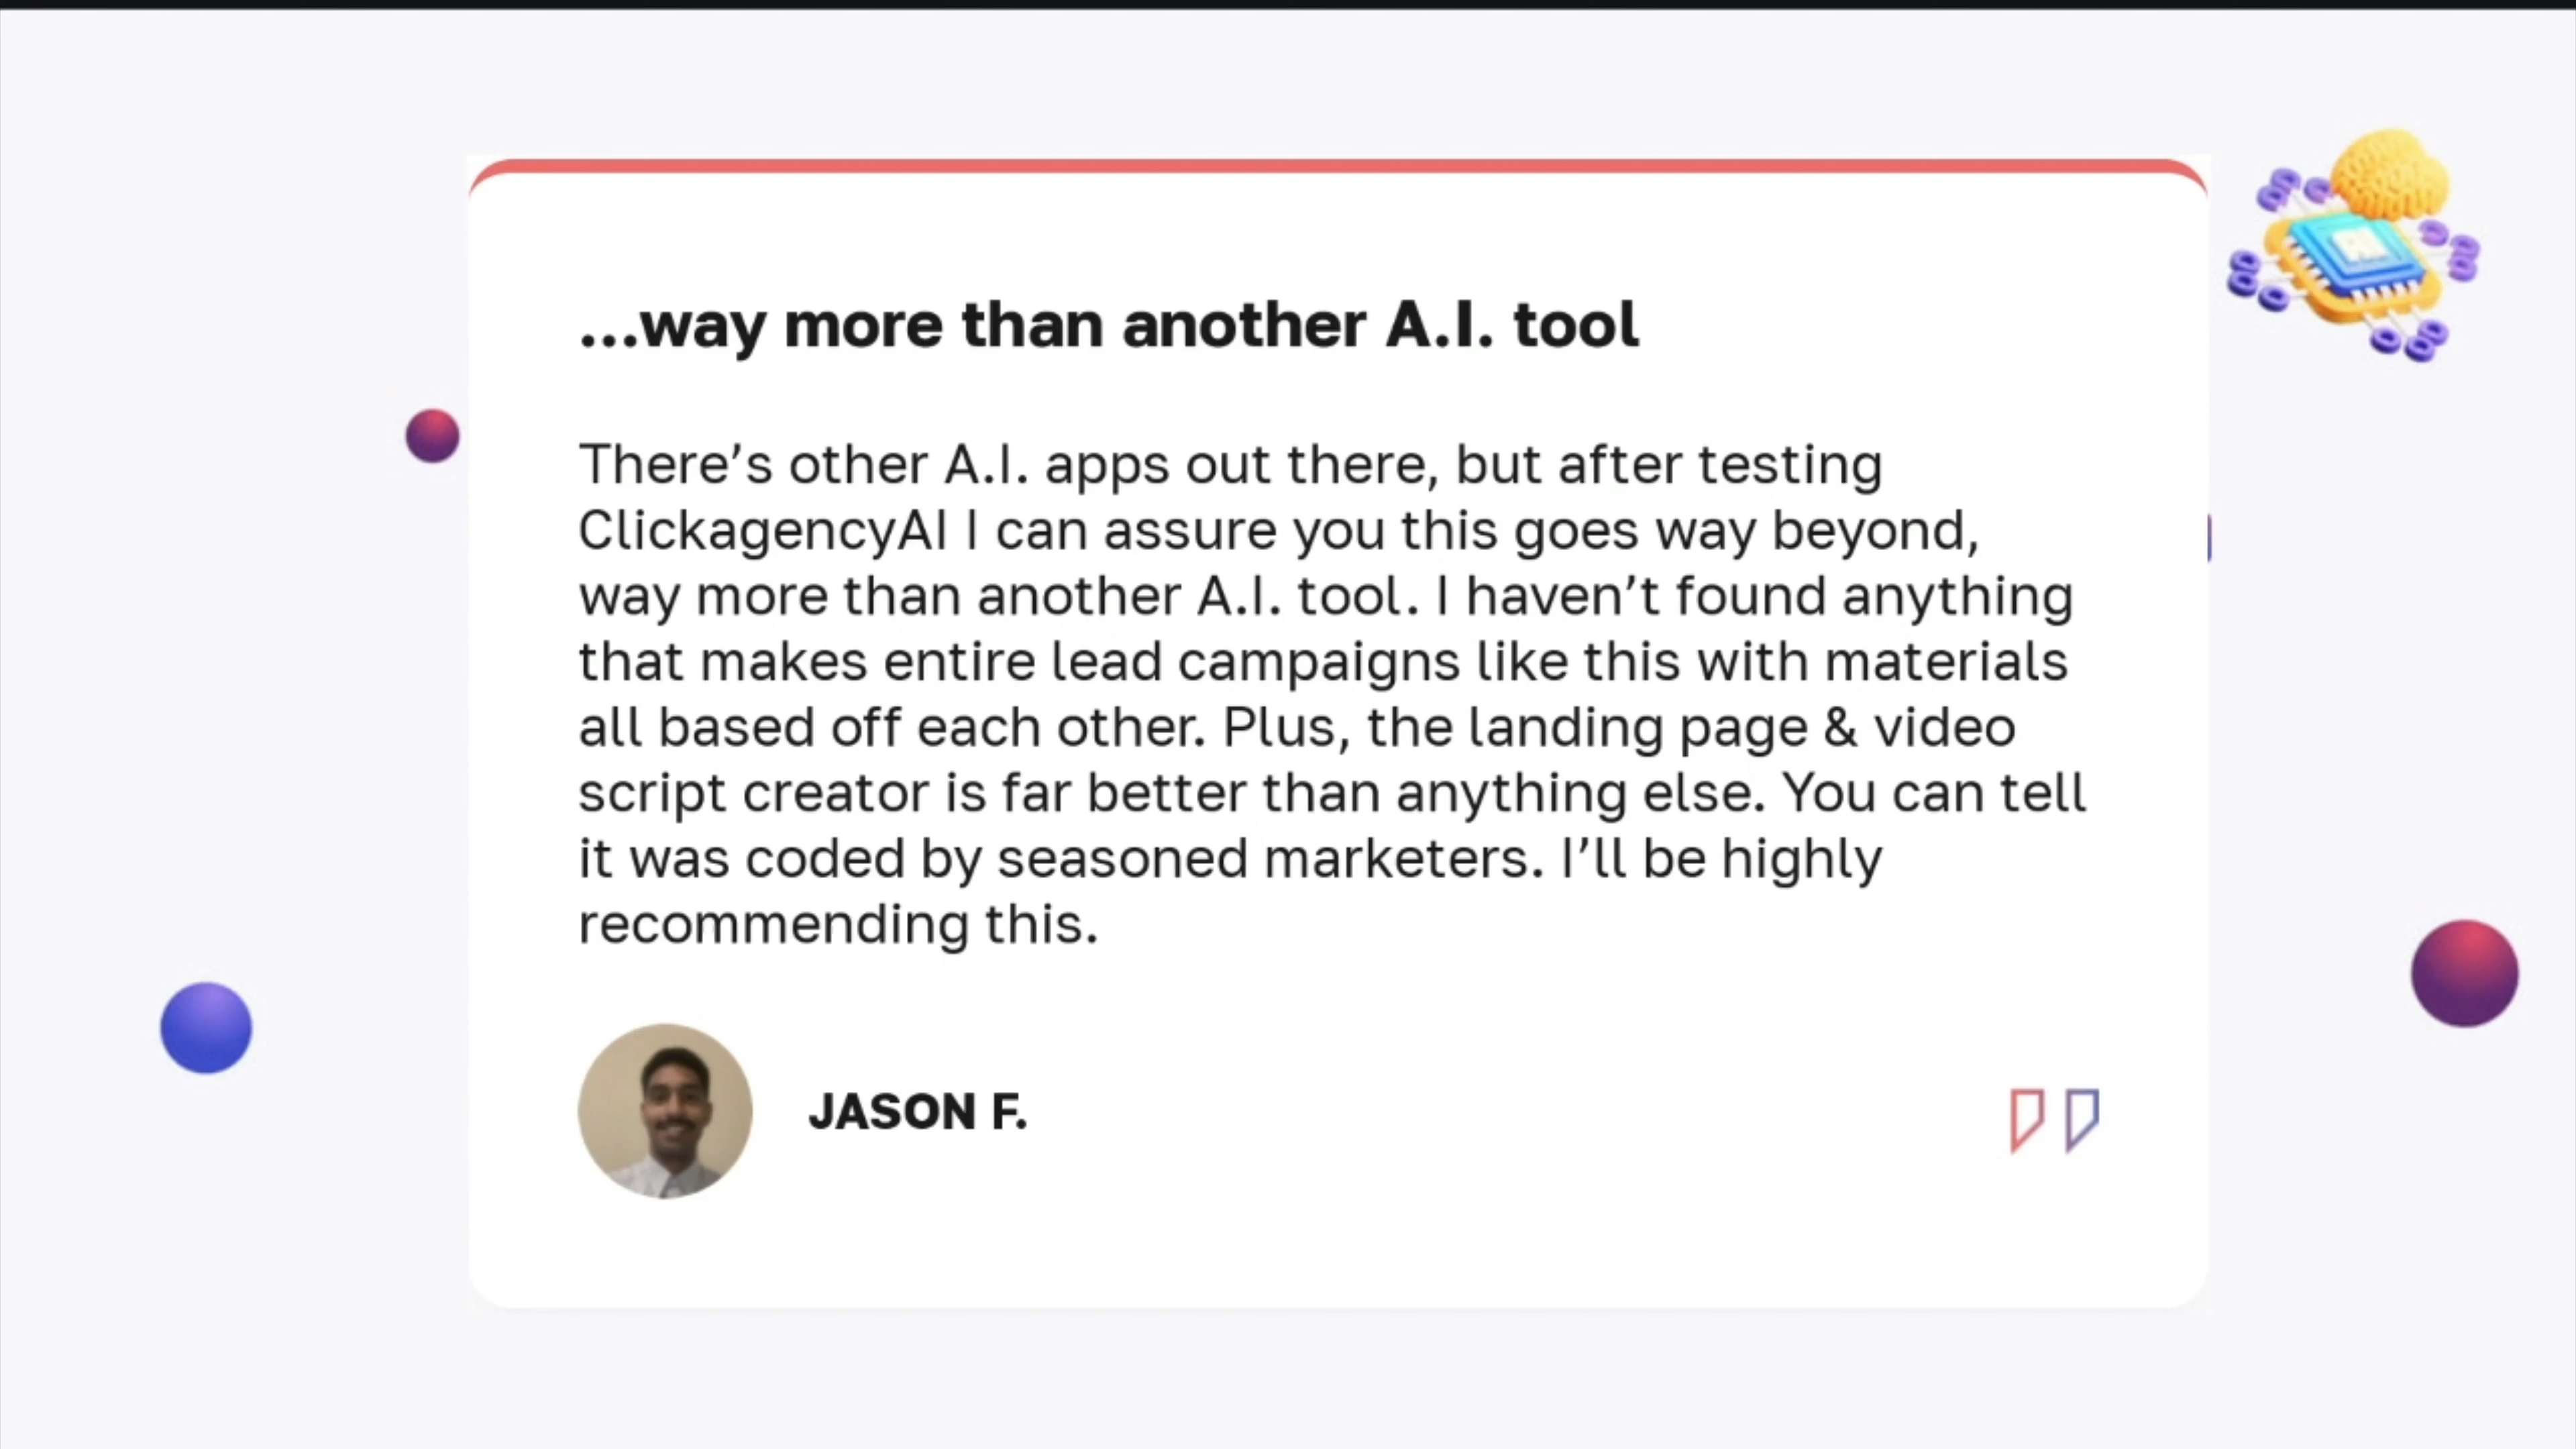 ...way more than another A.I. tool
There’s other A.I. apps out there, but after testing
ClickagencyAI I can assure you this goes way beyond,
way more than another A.I. tool. I haven’t found anything
that makes entire lead campaigns like this with materials
all based off each other. Plus, the landing page & video
script creator is far better than anything else. You can tell
it was coded by seasoned marketers. I’ll be highly
recommending this.
JASON F.